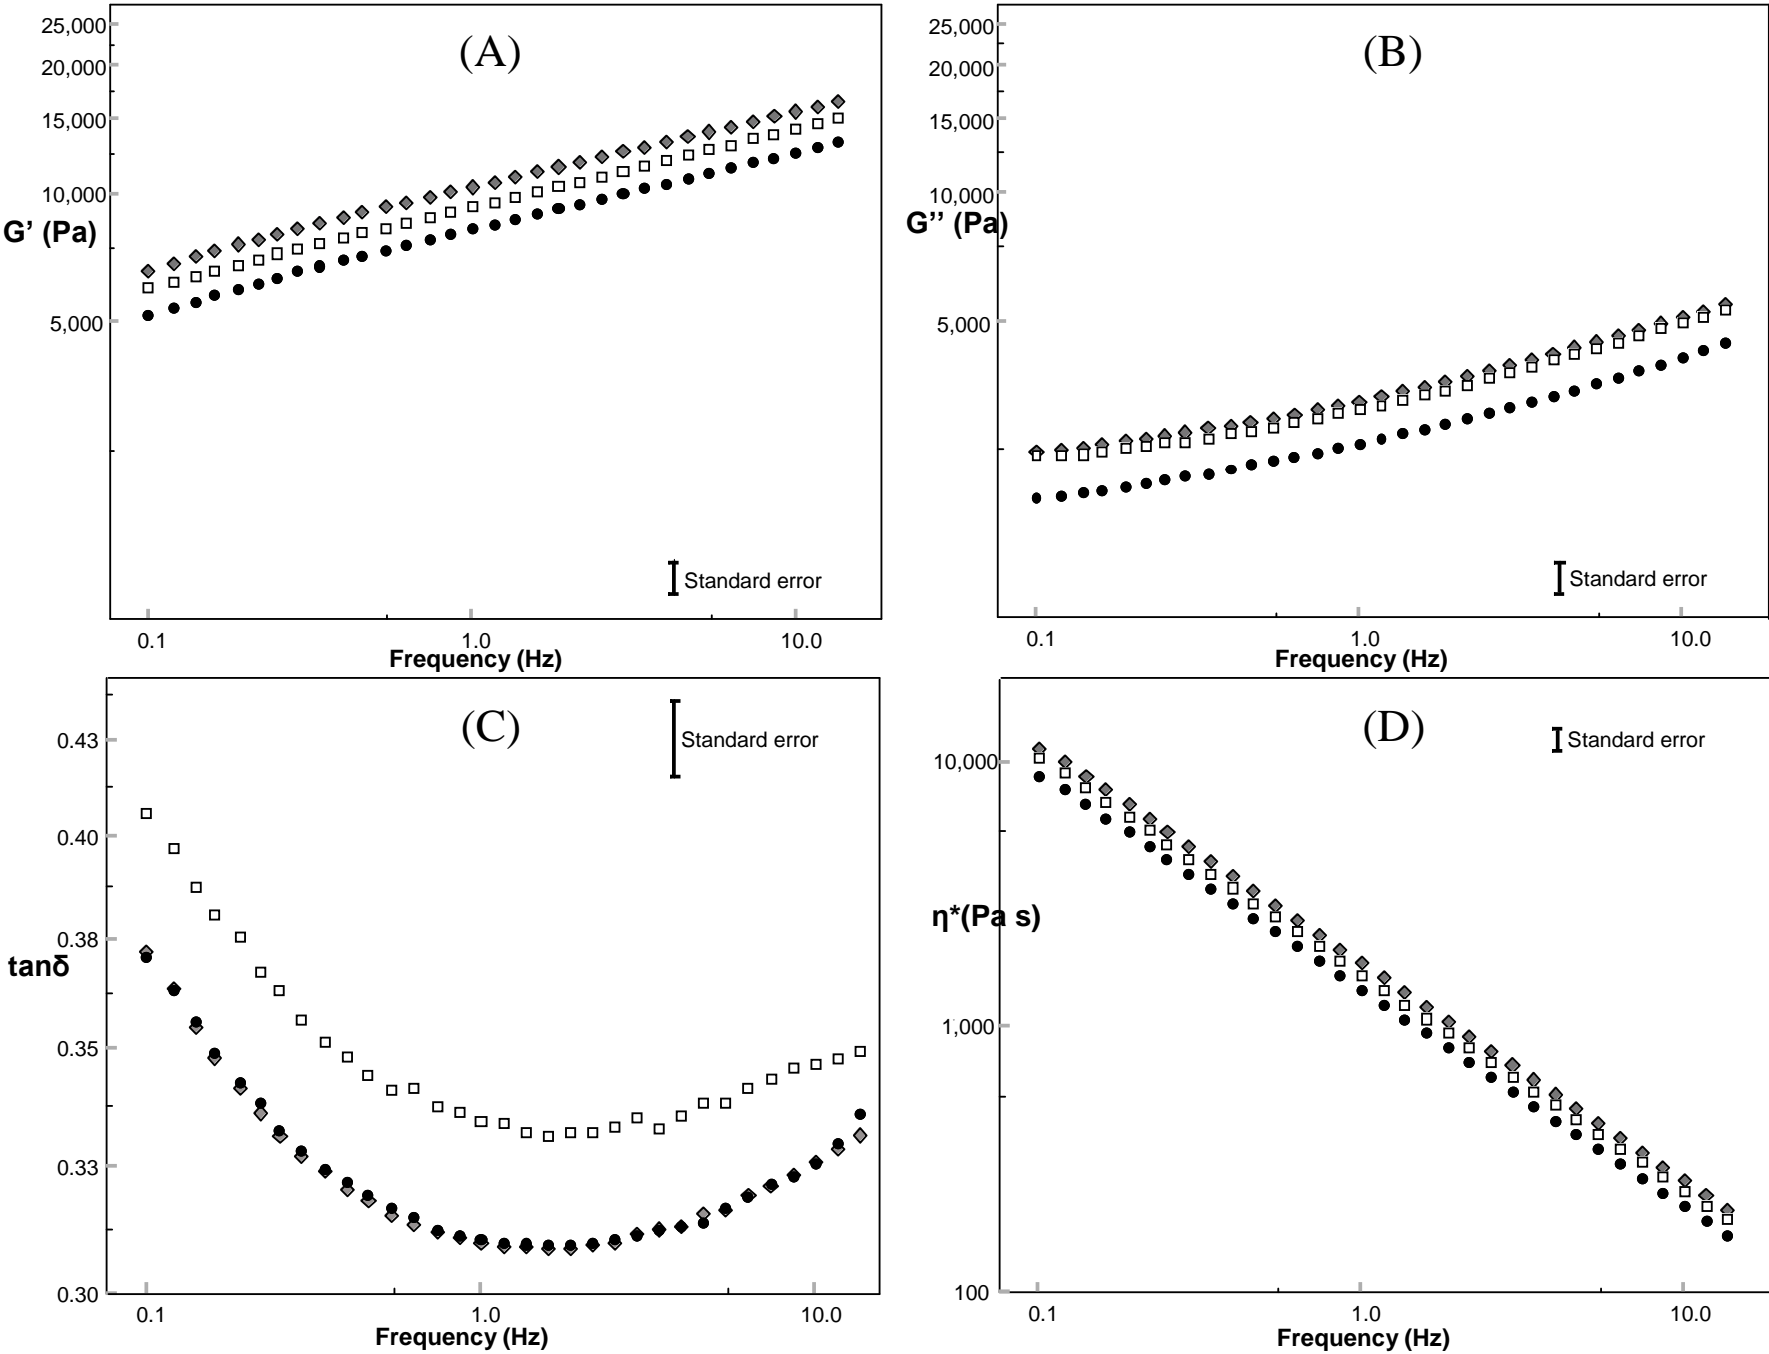 (A)
25,000
20,000
15,000
10,000
G’ (Pa)
5,000
Standard error
0.1
1.0
10.0
Frequency (Hz)
(B)
25,000
20,000
15,000
10,000
G’’ (Pa)
5,000
Standard error
0.1
1.0
10.0
Frequency (Hz)
(C)
Standard error
0.43
0.40
0.38
tanδ
0.35
0.33
0.30
0.1
1.0
10.0
Frequency (Hz)
(D)
Standard error
10,000
η*(Pa s)
1,000
100
0.1
1.0
10.0
Frequency (Hz)